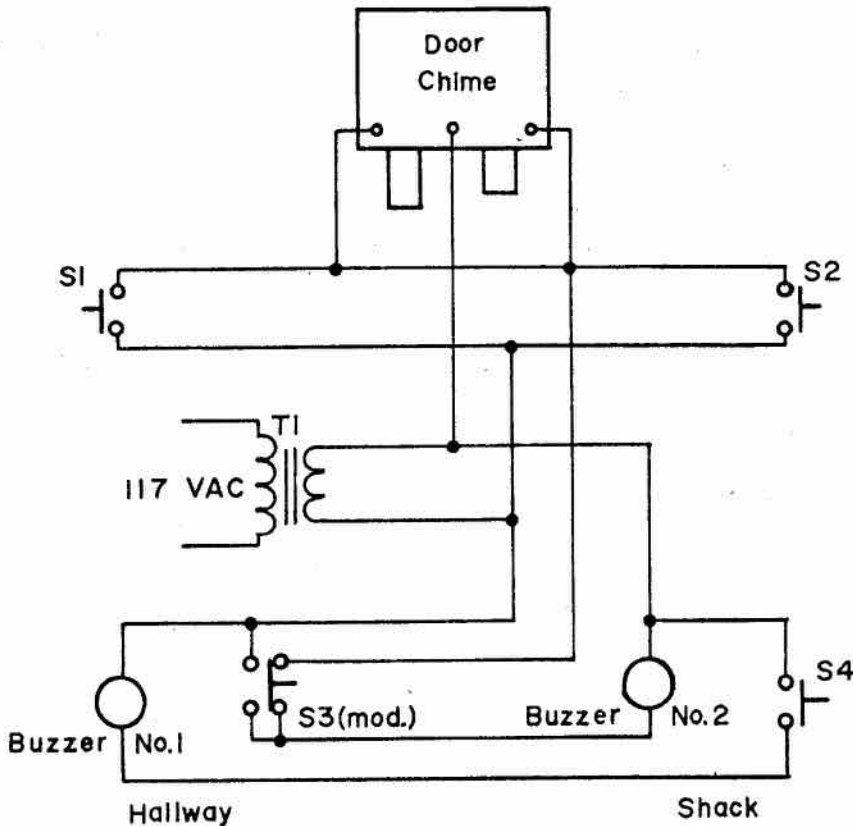 Door
Chime
S1
S2
T1
117 VAC
S3(mod.)
S4
Buzzer No.1
Buzzer No.2
Hallway
Shack